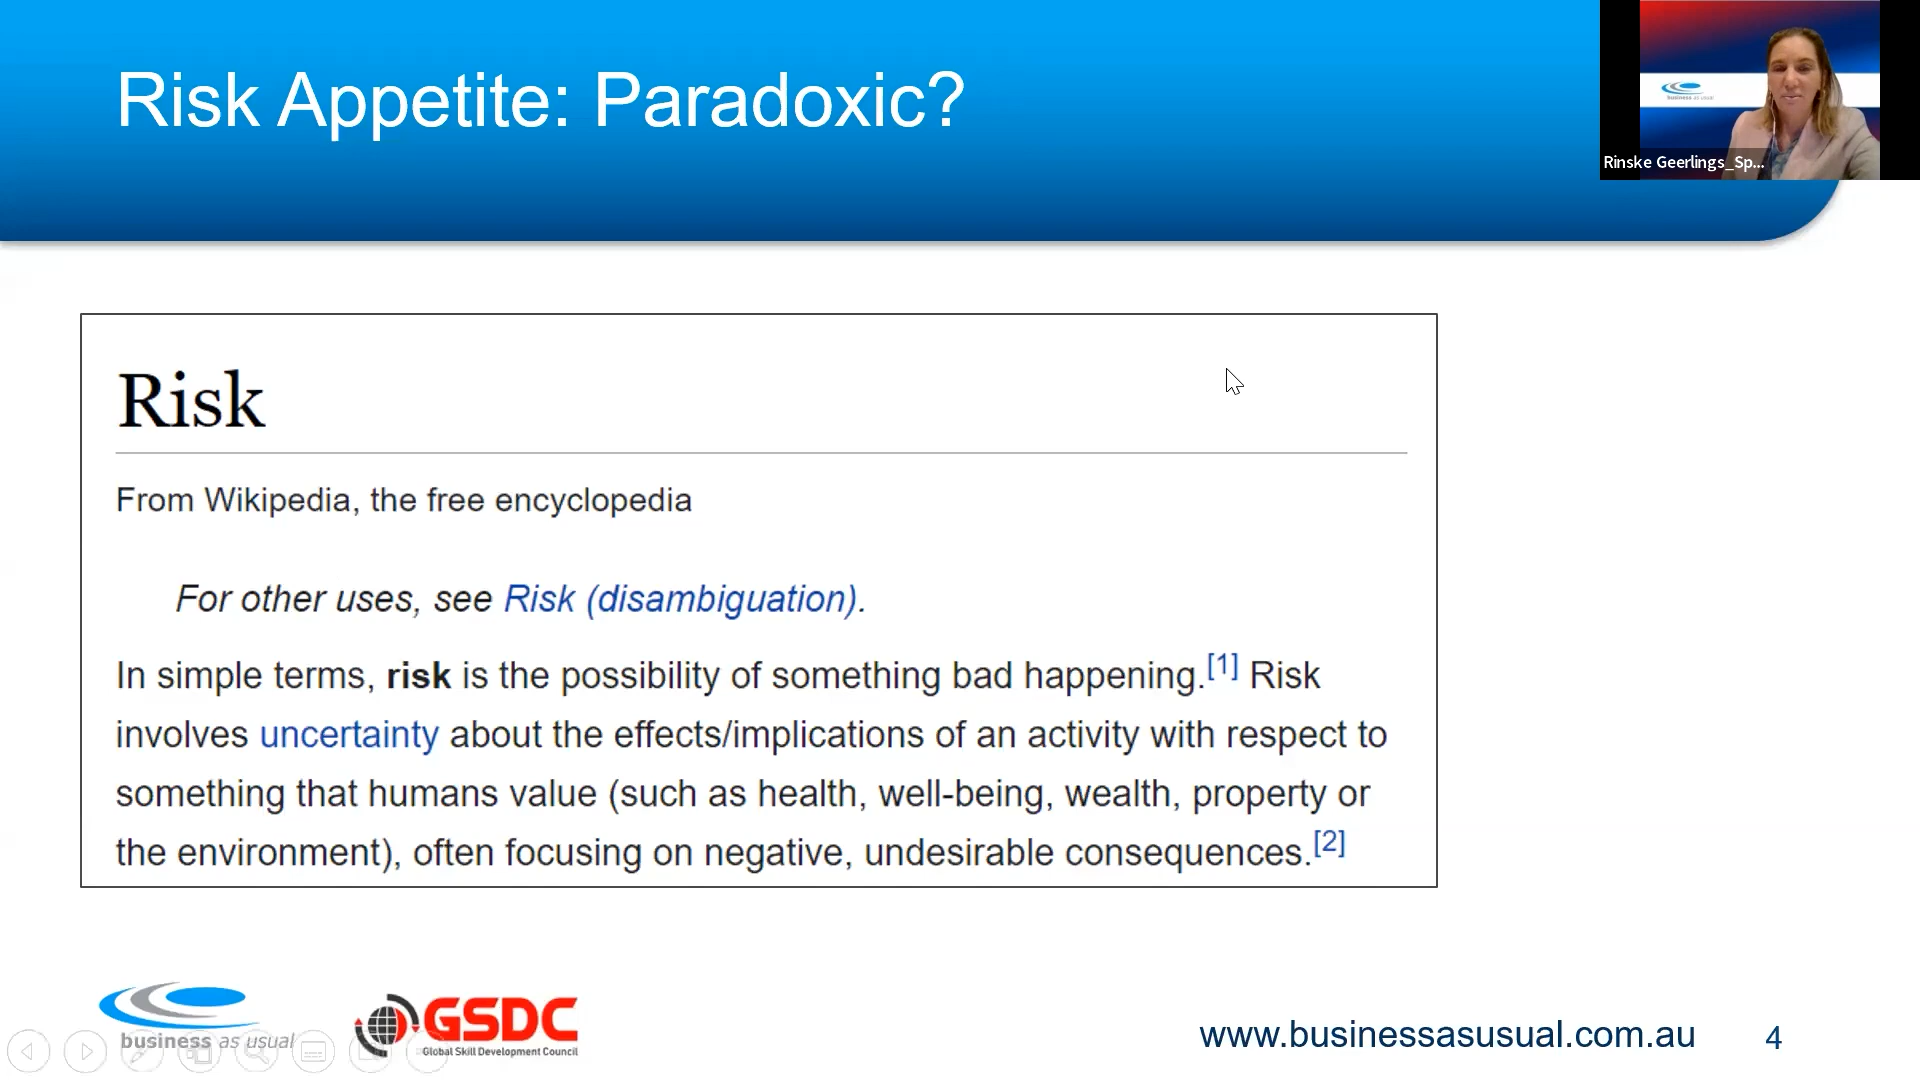 Risk Appetite: Paradoxic?
business as usual
Rinske Geerlings_Sp...
Risk
From Wikipedia, the free encyclopedia
For other uses, see Risk (disambiguation).
In simple terms, risk is the possibility of something bad happening.[1] Risk
involves uncertainty about the effects/implications of an activity with respect to
something that humans value (such as health, well-being, wealth, property or
the environment), often focusing on negative, undesirable consequences.[2]
business as usual
GSDC
Global Skill Development Council
www.businessasusual.com.au
4